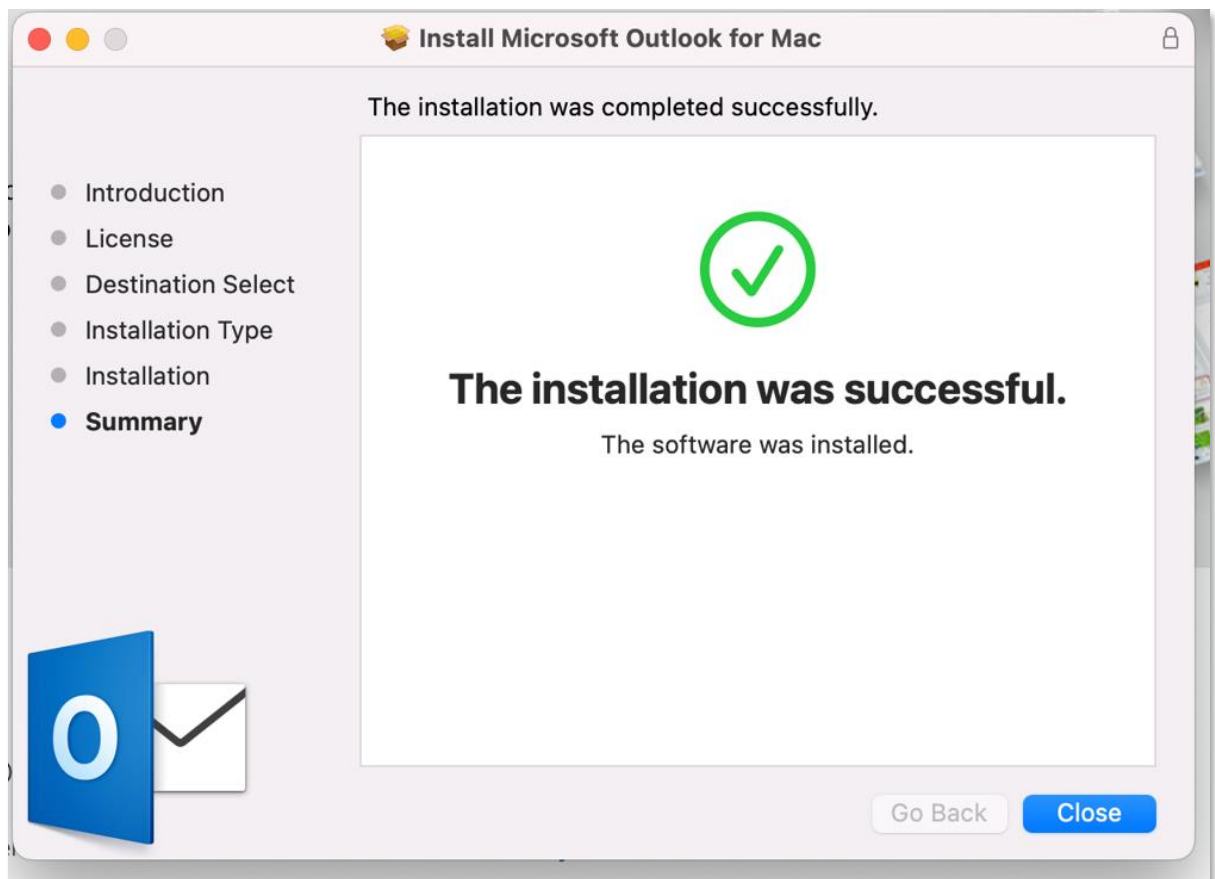 Install Microsoft Outlook for Mac
The installation was completed successfully.
Introduction
License
Destination Select
Installation Type
Installation
Summary
The installation was successful.
The software was installed.
O
Go Back
Close